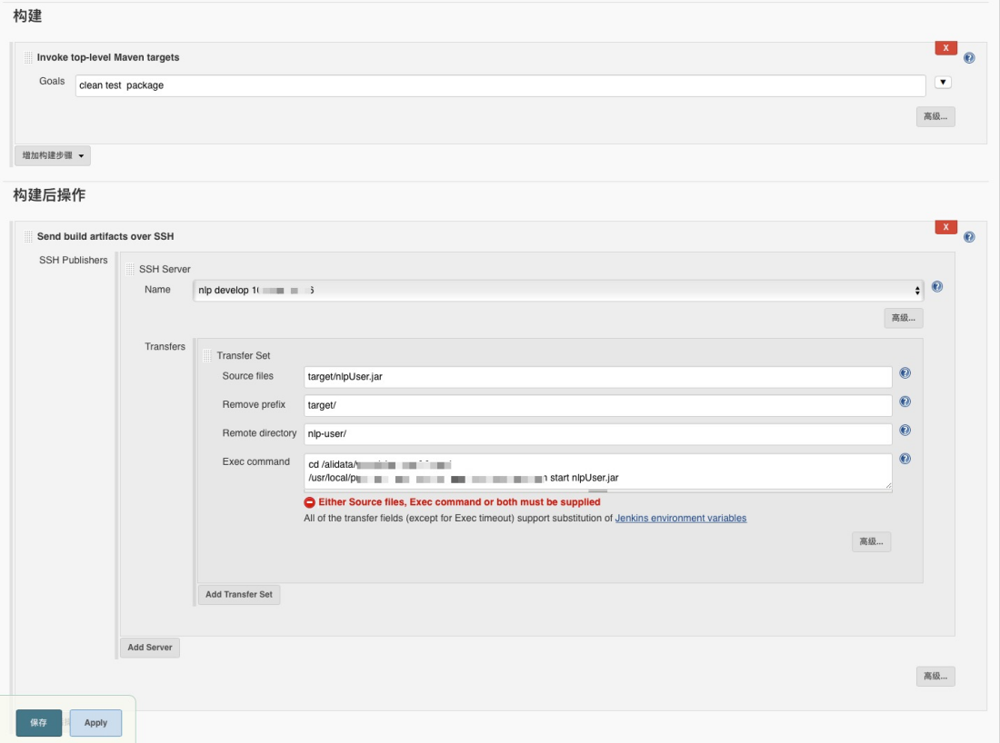 构建
Invoke top-level Maven targets
X
Goals
clean test  package
高级...
增加构建步骤
构建后操作
Send build artifacts over SSH
X
SSH Publishers
SSH Server
Name
nlp develop
高级...
Transfers
Transfer Set
Source files
target/nlpUser.jar
Remove prefix
target/
Remote directory
nlp-user/
Exec command
cd /alidata/
/usr/local/ start nlpUser.jar
Either Source files, Exec command or both must be supplied
All of the transfer fields (except for Exec timeout) support substitution of Jenkins environment variables
高级...
Add Transfer Set
Add Server
高级...
保存
Apply